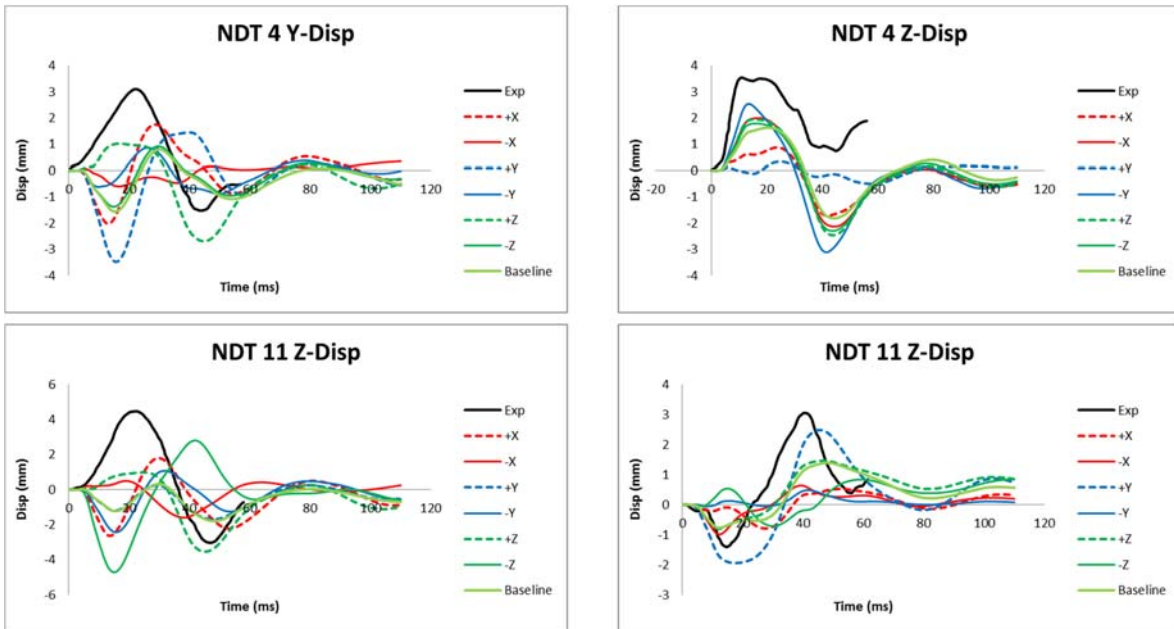 NDT 4 Y-Disp
4
3
2
1
0
-1
-2
-3
-4
0
20
40
60
80
100
120
Disp (mm)
Time (ms)
Exp
+X
-X
+Y
-Y
+Z
-Z
Baseline
NDT 4 Z-Disp
4
3
2
1
0
-1
-2
-3
-4
-20
0
20
40
60
80
100
120
Disp (mm)
Time (ms)
Exp
+X
-X
+Y
-Y
+Z
-Z
Baseline
NDT 11 Z-Disp
6
4
2
0
-2
-4
-6
0
20
40
60
80
100
120
Disp (mm)
Time (ms)
Exp
+X
-X
+Y
-Y
+Z
-Z
Baseline
NDT 11 Z-Disp
4
3
2
1
0
-1
-2
-3
0
20
40
60
80
100
120
Disp (mm)
Time (ms)
Exp
+X
-X
+Y
-Y
+Z
-Z
Baseline